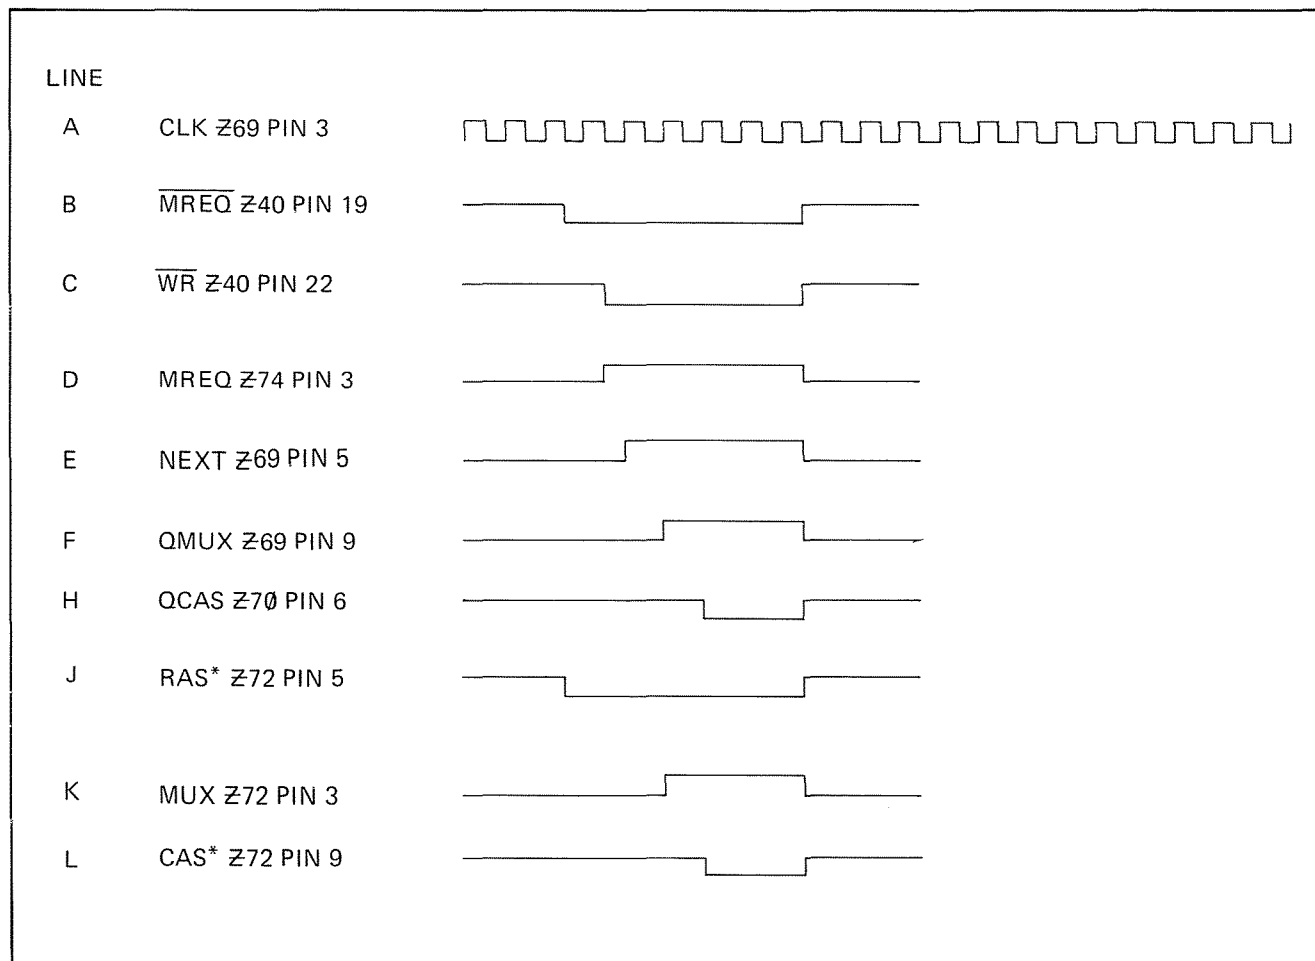 LINE
A CLK Z69 PIN 3
B MREQ Z40 PIN 19
C WR Z40 PIN 22
D MREQ Z74 PIN 3
E NEXT Z69 PIN 5
F QMUX Z69 PIN 9
H QCAS Z70 PIN 6
J RAS* Z72 PIN 5
K MUX Z72 PIN 3
L CAS* Z72 PIN 9